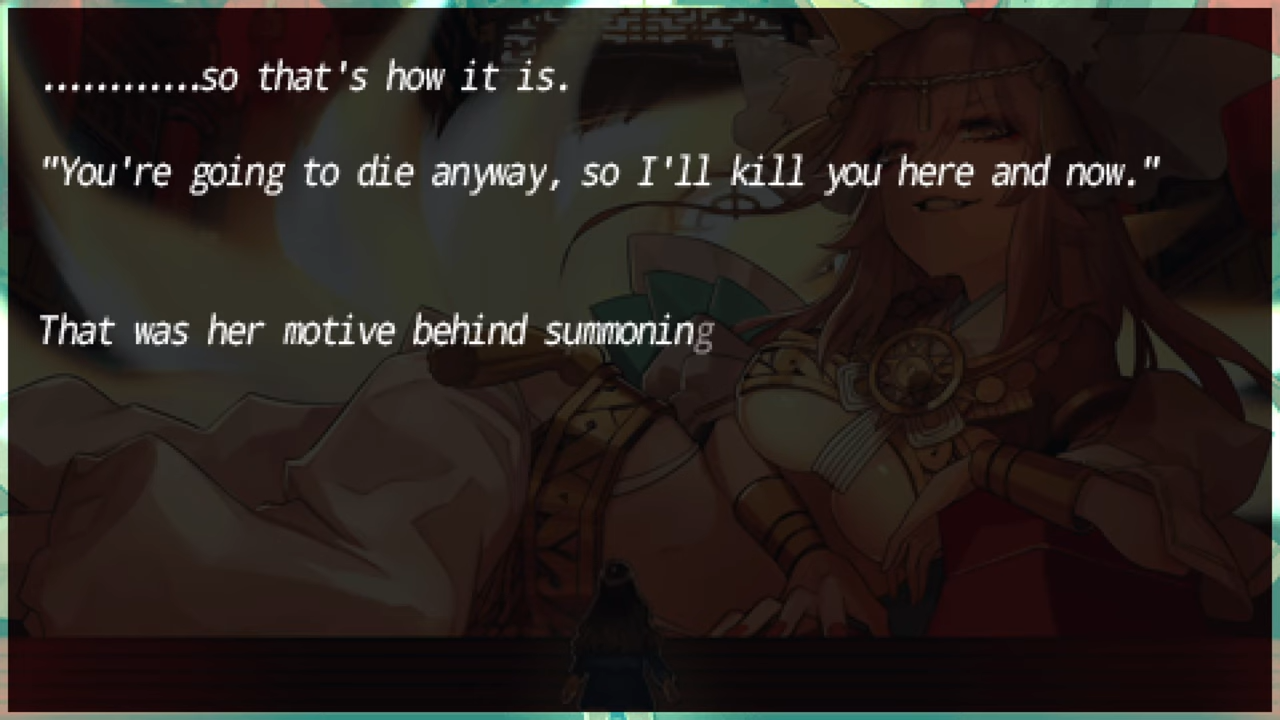 ............so that's how it is.
"You're going to die anyway, so I'll kill you here and now."
That was her motive behind summoning